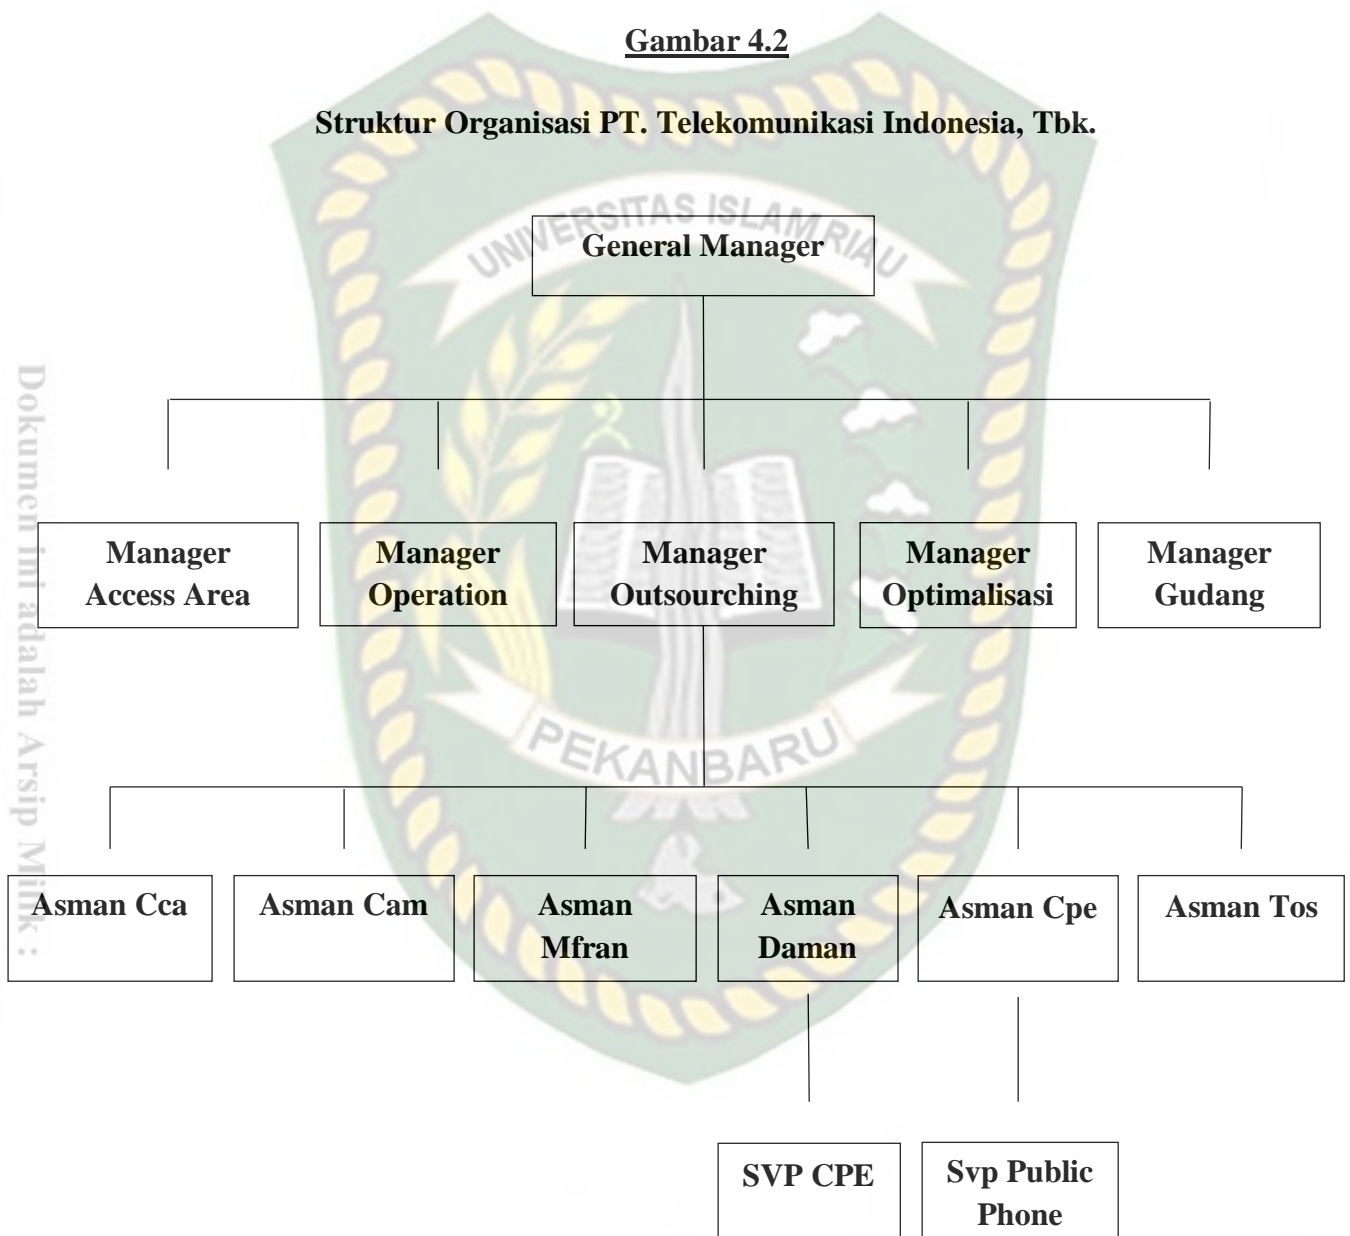 Gambar 4.2
Struktur Organisasi PT. Telekomunikasi Indonesia, Tbk.
UNIVERSITAS ISLAM RIAU
General Manager
Manager
Access Area
Manager
Operation
Manager
Outsourching
Manager
Optimalisasi
Manager
Gudang
PEKANBARU
Asman Cca
Asman Cam
Asman
Mfran
Asman
Daman
Asman Cpe
Asman Tos
SVP CPE
Svp Public
Phone
Dokumen ini adalah Arsip Milik :